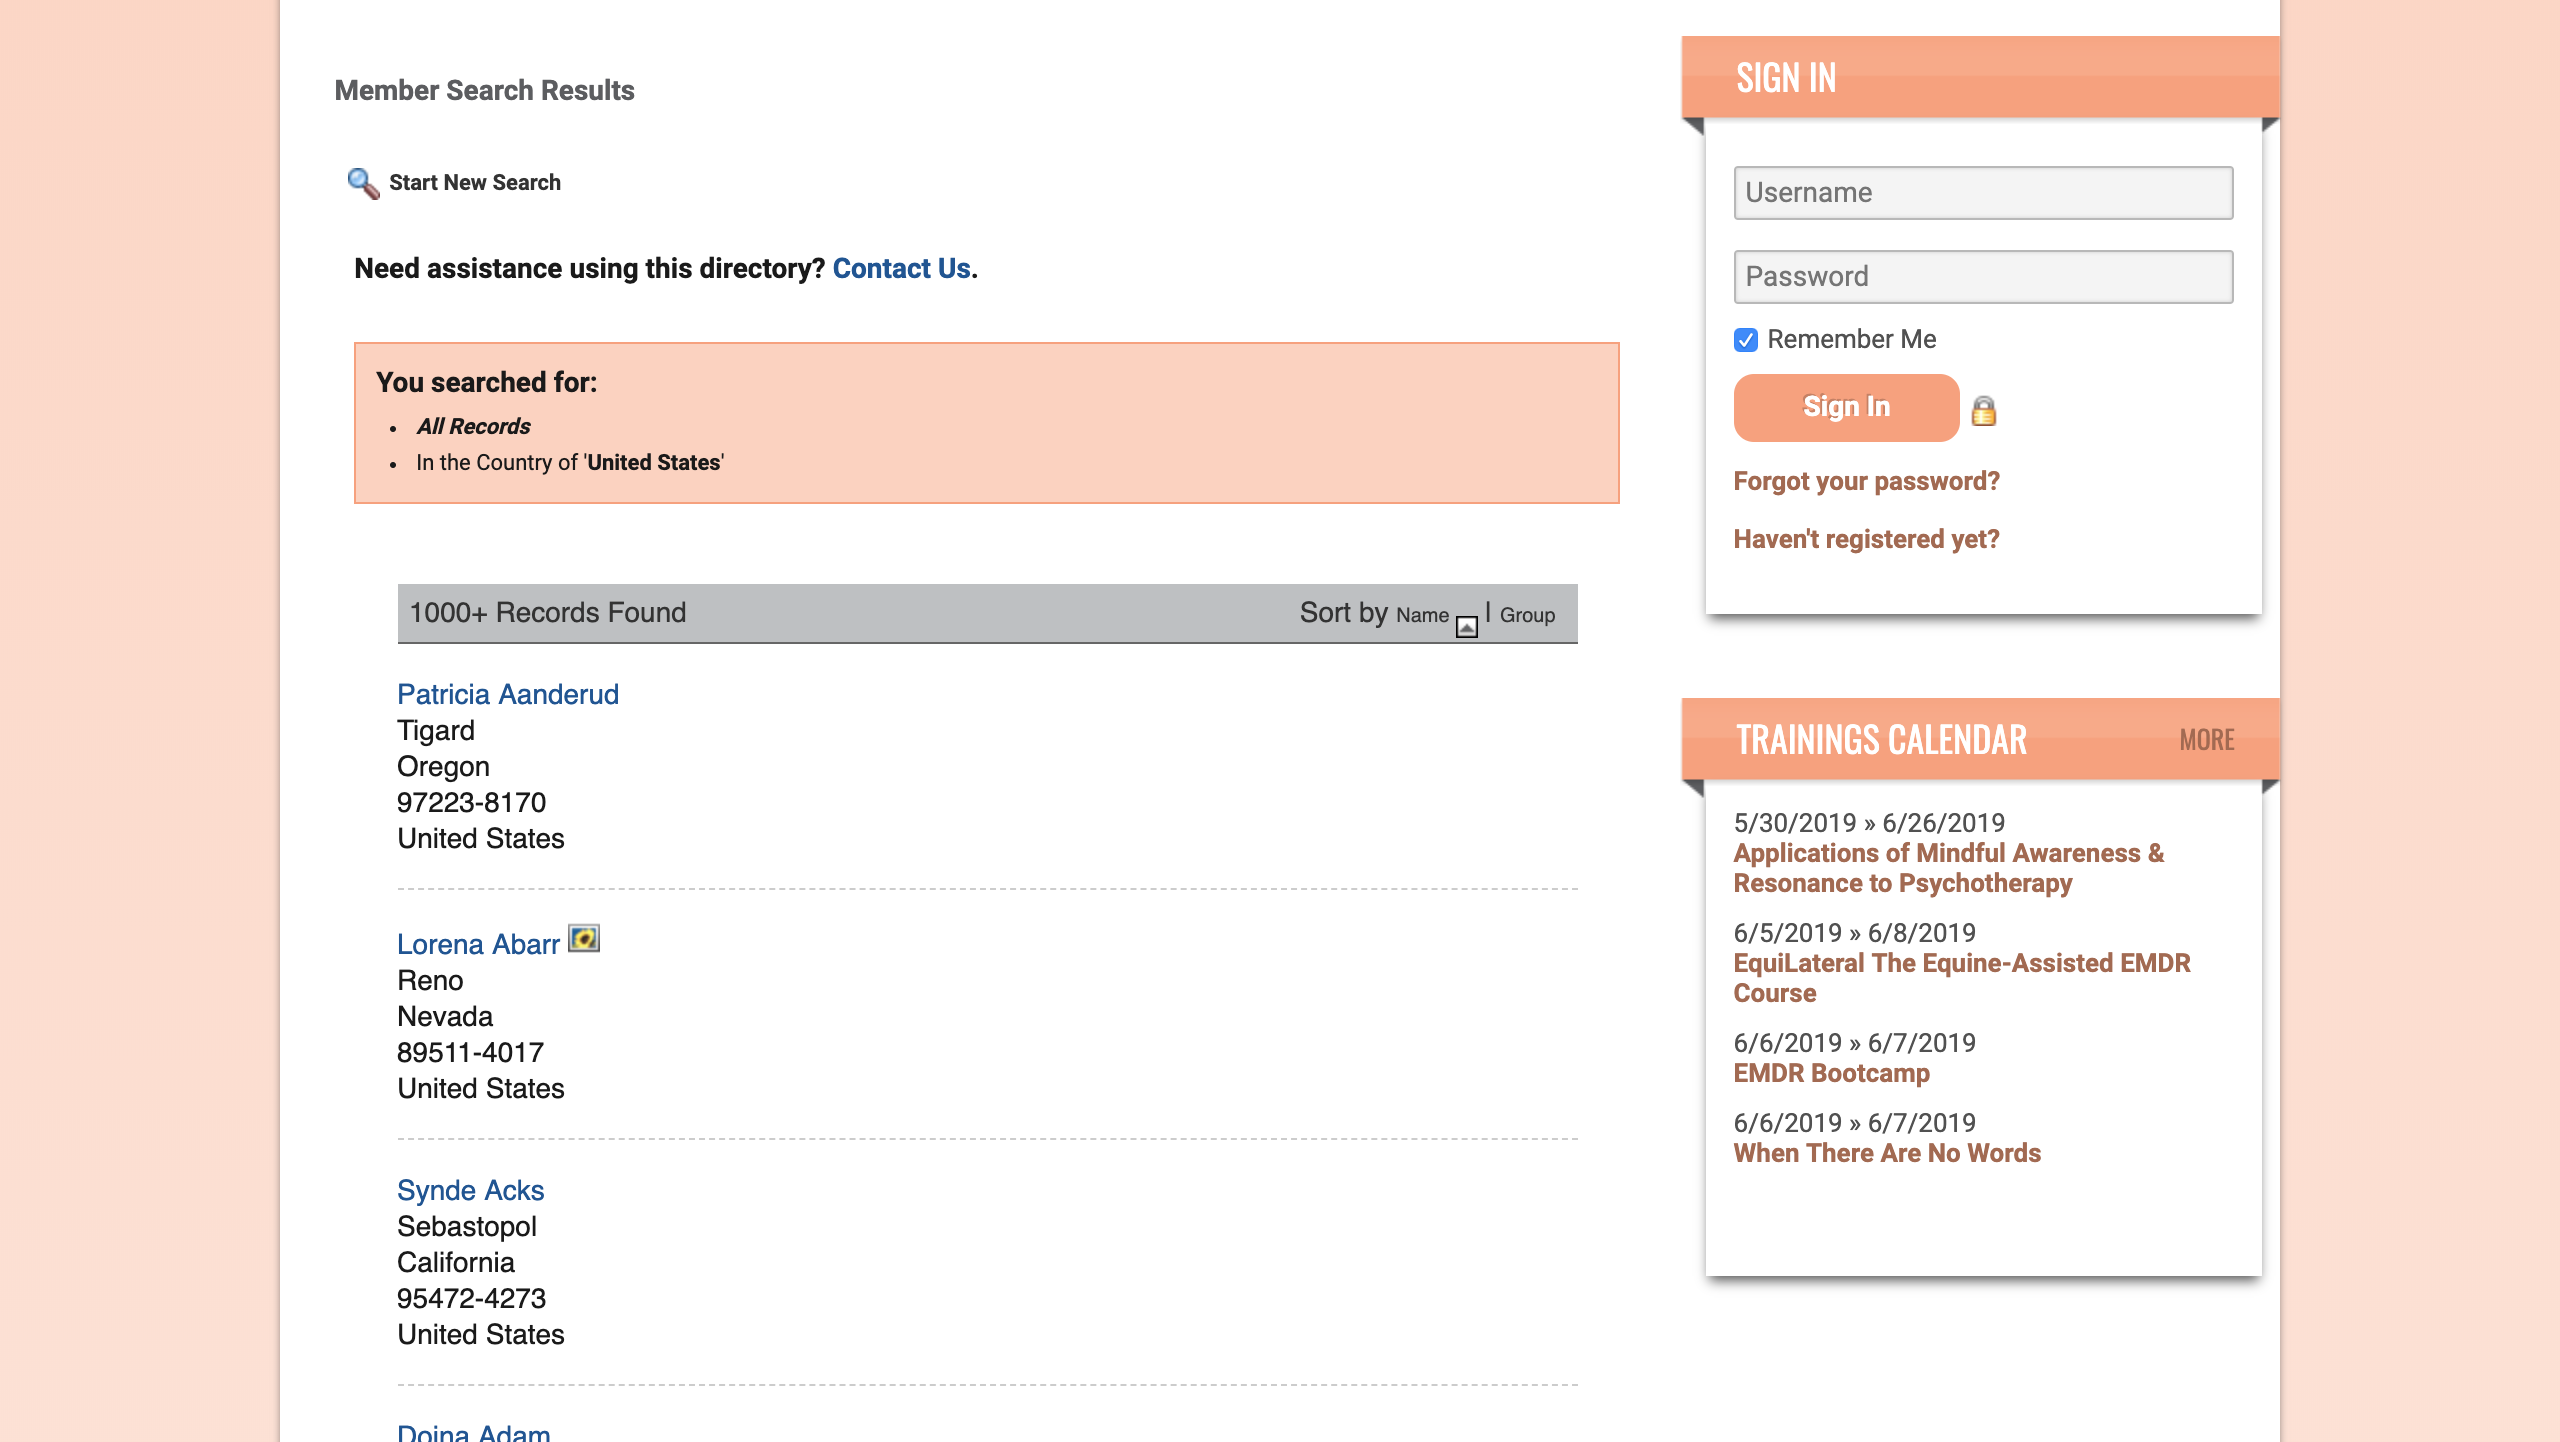 Member Search Results
Start New Search
Need assistance using this directory? Contact Us.
You searched for:
• All Records
• In the Country of 'United States'
1000+ Records Found
Sort by Name | Group
Patricia Aanderud
Tigard
Oregon
97223-8170
United States
Lorena Abarr
Reno
Nevada
89511-4017
United States
Synde Acks
Sebastopol
California
95472-4273
United States
Doina Adam
SIGN IN
Username
Password
Remember Me
Sign In
Forgot your password?
Haven't registered yet?
TRAININGS CALENDAR
MORE
5/30/2019 » 6/26/2019
Applications of Mindful Awareness &
Resonance to Psychotherapy
6/5/2019 » 6/8/2019
EquiLateral The Equine-Assisted EMDR
Course
6/6/2019 » 6/7/2019
EMDR Bootcamp
6/6/2019 » 6/7/2019
When There Are No Words